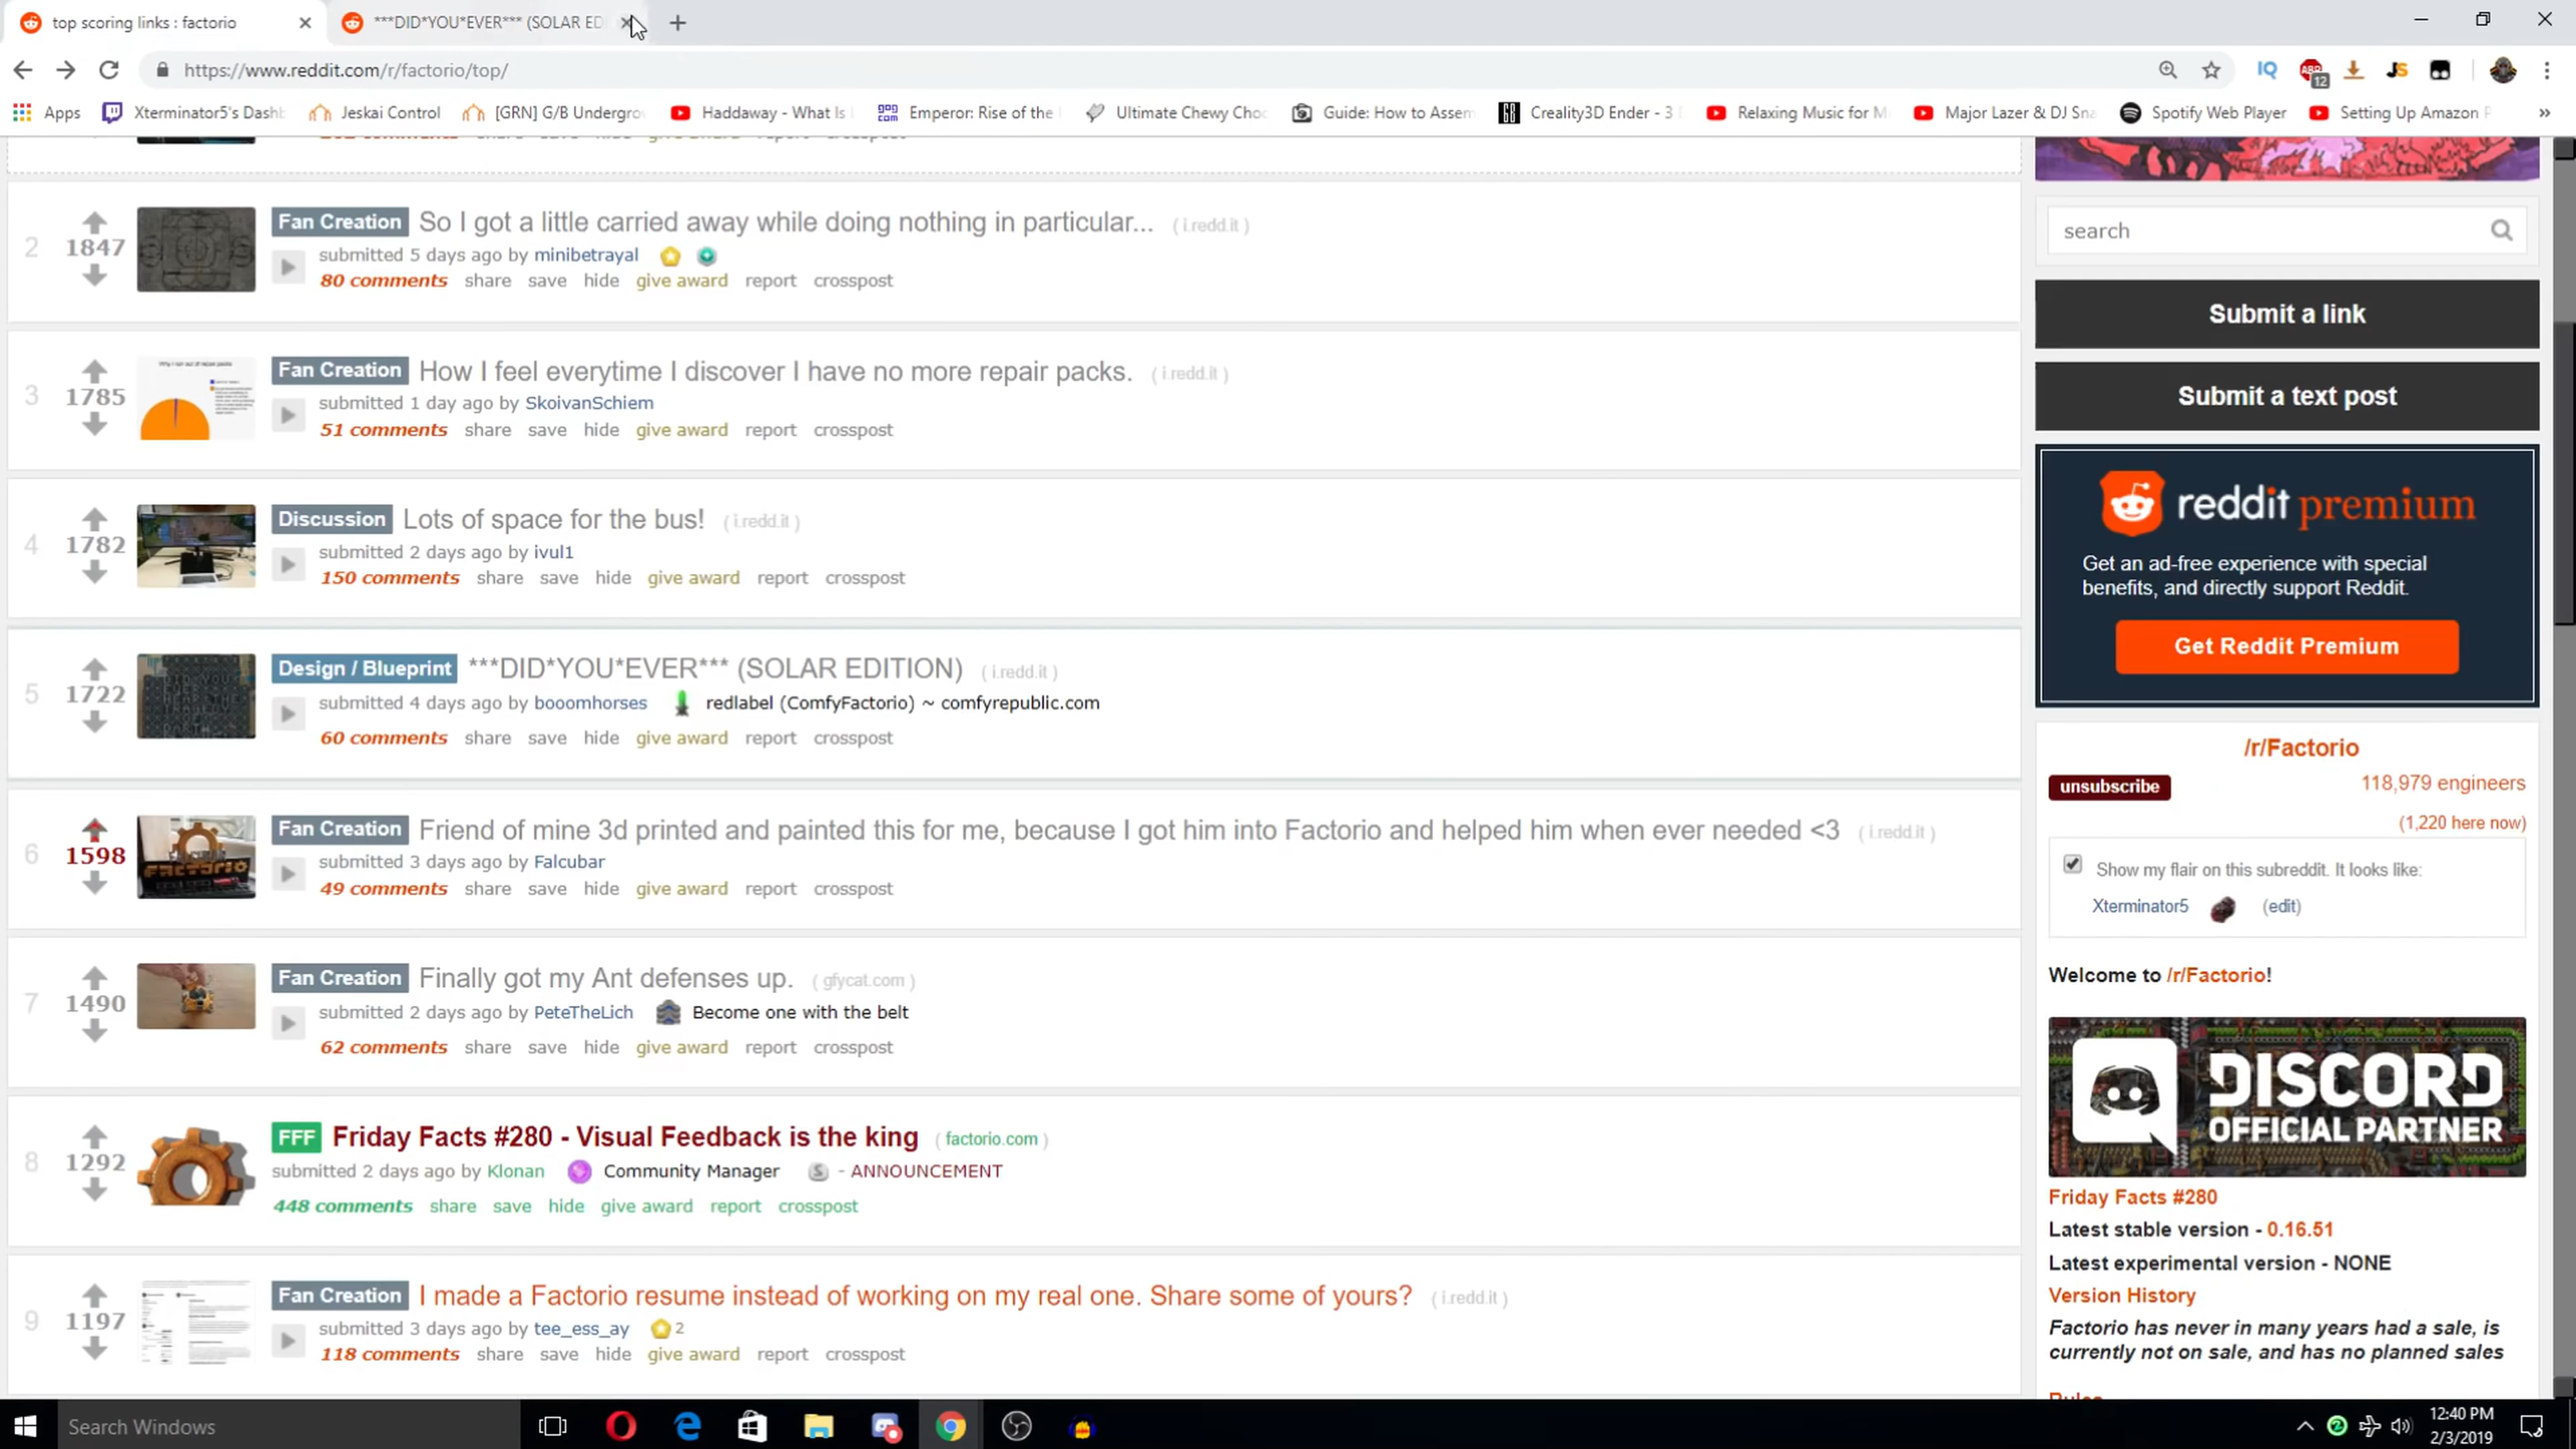 top scoring links : factorio
***DID*YOU*EVER*** (SOLAR ED
https://www.reddit.com/r/factorio/top/
IQ
ABP
12
JS
Apps
Xterminator5's Dashb
Jeskai Control
[GRN] G/B Undergro
Haddaway - What Is
Emperor: Rise of the
Ultimate Chewy Choc
Guide: How to Assem
Creality3D Ender - 3
Relaxing Music for M
Major Lazer & DJ Sna
Spotify Web Player
Setting Up Amazon F
»
2
1847
Fan Creation So I got a little carried away while doing nothing in particular... ( i.redd.it )
submitted 5 days ago by minibetrayal
80 comments share save hide give award report crosspost
3
1785
Fan Creation How I feel everytime I discover I have no more repair packs. ( i.redd.it )
submitted 1 day ago by SkoivanSchiem
51 comments share save hide give award report crosspost
4
1782
Discussion Lots of space for the bus! ( i.redd.it )
submitted 2 days ago by ivul1
150 comments share save hide give award report crosspost
5
1722
Design / Blueprint ***DID*YOU*EVER*** (SOLAR EDITION) ( i.redd.it )
submitted 4 days ago by booomhorses redlabel (ComfyFactorio) ~ comfyrepublic.com
60 comments share save hide give award report crosspost
6
1598
FACTORIO
Fan Creation Friend of mine 3d printed and painted this for me, because I got him into Factorio and helped him when ever needed <3 ( i.redd.it )
submitted 3 days ago by Falcubar
49 comments share save hide give award report crosspost
7
1490
Fan Creation Finally got my Ant defenses up. ( gfycat.com )
submitted 2 days ago by PeteTheLich Become one with the belt
62 comments share save hide give award report crosspost
8
1292
FFF Friday Facts #280 - Visual Feedback is the king ( factorio.com )
submitted 2 days ago by Klonan Community Manager S - ANNOUNCEMENT
448 comments share save hide give award report crosspost
9
1197
Fan Creation I made a Factorio resume instead of working on my real one. Share some of yours? ( i.redd.it )
submitted 3 days ago by tee_ess_ay 2
118 comments share save hide give award report crosspost
search
Submit a link
Submit a text post
reddit premium
Get an ad-free experience with special
benefits, and directly support Reddit.
Get Reddit Premium
/r/Factorio
unsubscribe
118,979 engineers
(1,220 here now)
Show my flair on this subreddit. It looks like:
Xterminator5 (edit)
Welcome to /r/Factorio!
DISCORD
OFFICIAL PARTNER
Friday Facts #280
Latest stable version - 0.16.51
Latest experimental version - NONE
Version History
Factorio has never in many years had a sale, is
currently not on sale, and has no planned sales
Search Windows
12:40 PM
2/3/2019